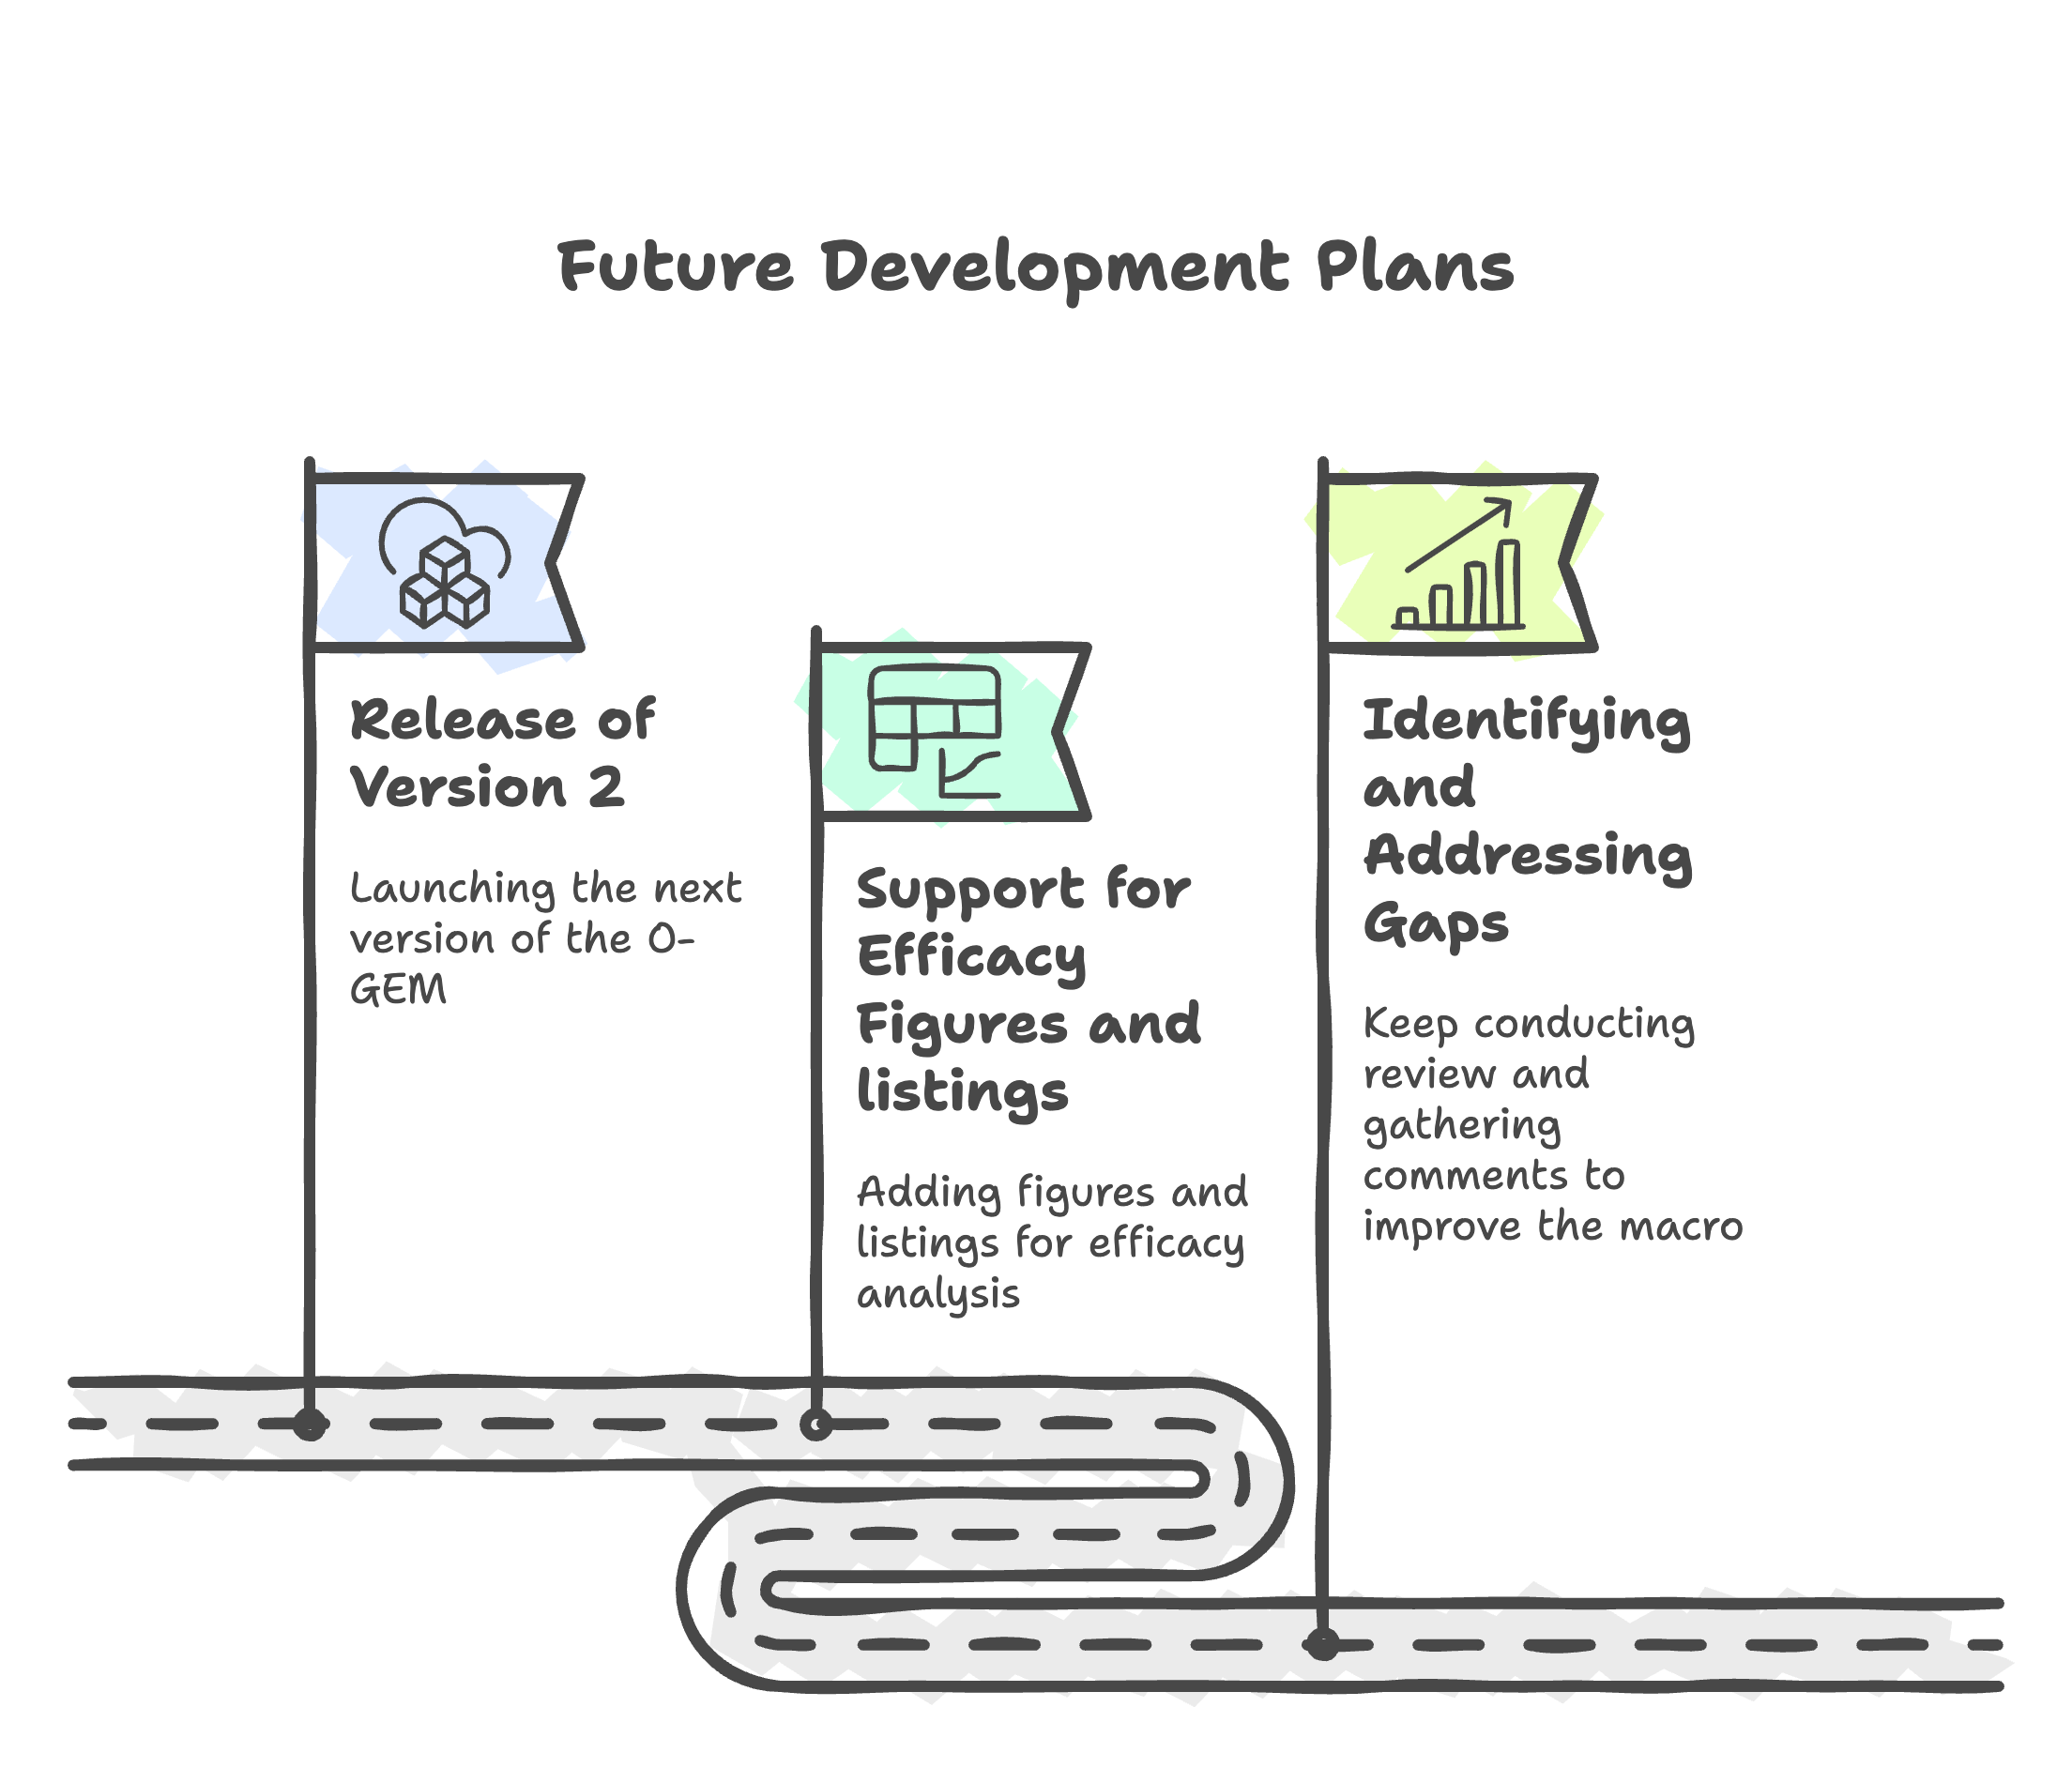 Future Development Plans
Release of
Version 2
Launching the next
version of the O-
GEM
Support for
Efficacy
Figures and
listings
Adding figures and
listings for efficacy
analysis
Identifying
and
Addressing
Gaps
Keep conducting
review and
gathering
comments to
improve the macro